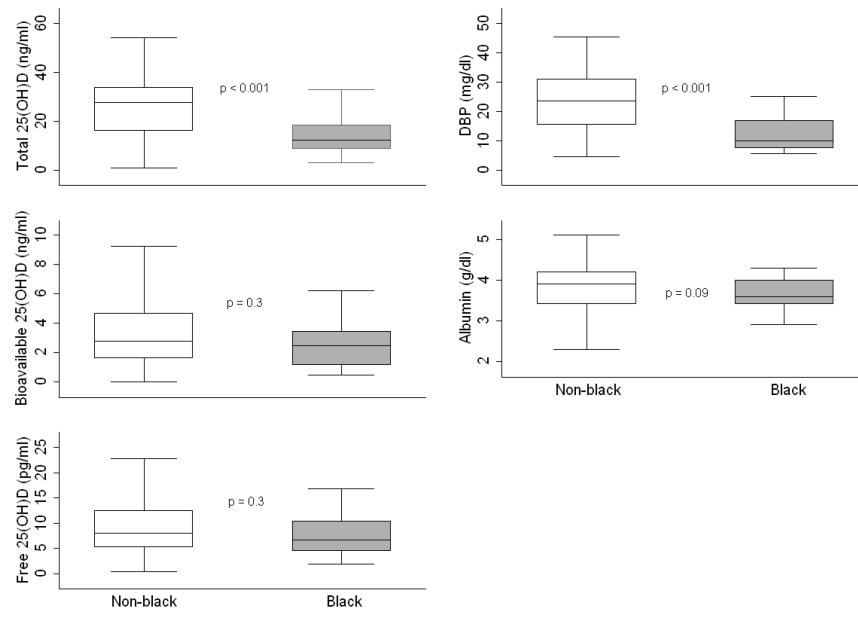 Total 25(OH)D (ng/ml)
60
40
20
0
p < 0.001
DBP (mg/dl)
50
40
30
20
10
0
p < 0.001
Bioavailable 25(OH)D (ng/ml)
10
8
6
4
2
0
p = 0.3
Albumin (g/dl)
5
4
3
2
p = 0.09
Non-black
Black
Free 25(OH)D (pg/ml)
25
20
15
10
5
0
p = 0.3
Non-black
Black